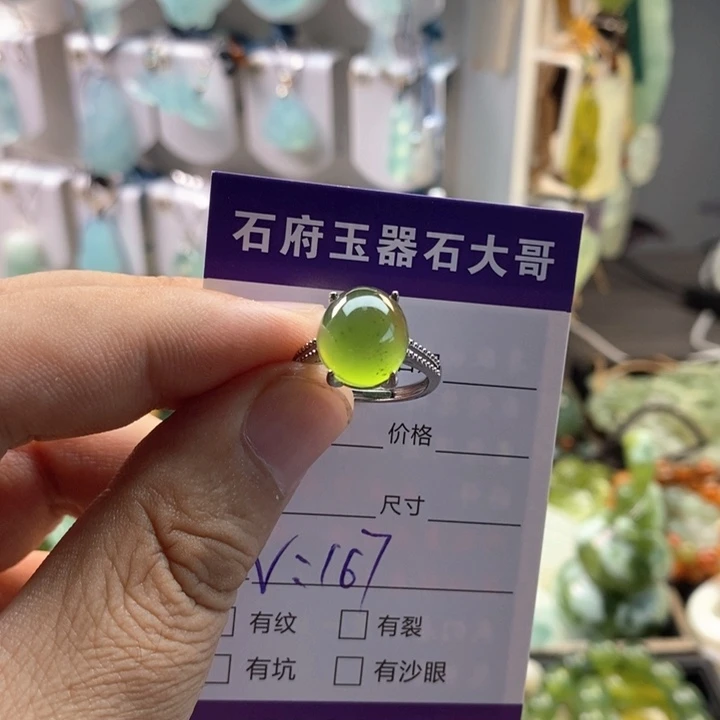 石府玉器石大哥
价格
尺寸
V:167
有纹 有裂
有坑 有沙眼